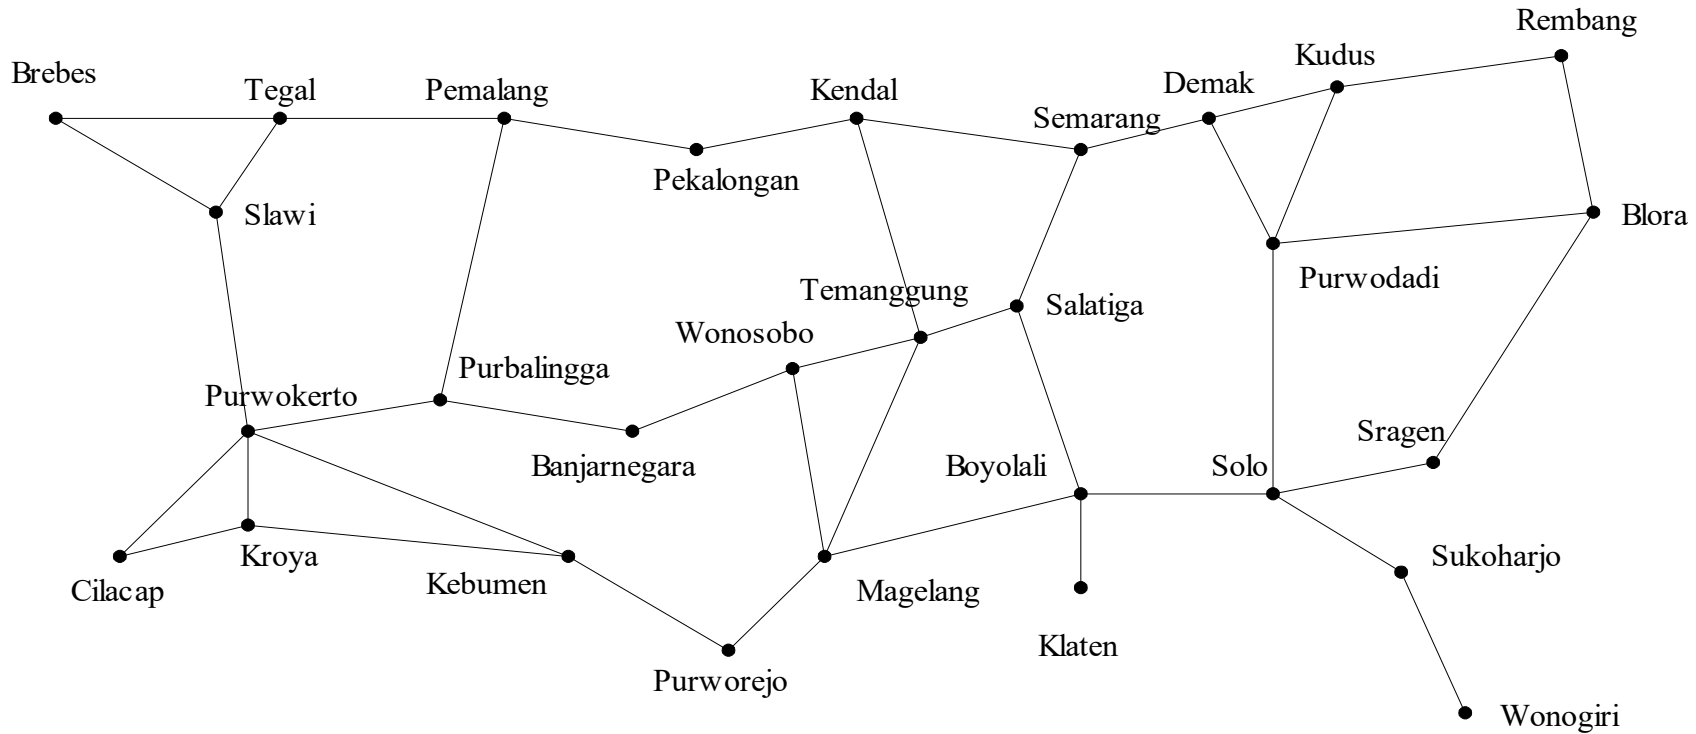 Rembang
Kudus
Brebes
Demak
Tegal
Pemalang
Kendal
Semarang
Pekalongan
Slawi
Blora
Purwodadi
Temanggung
Salatiga
Wonosobo
Purbalingga
Purwokerto
Sragen
Banjarnegara
Boyolali
Solo
Kroya
Sukoharjo
Kebumen
Cilacap
Magelang
Klaten
Purworejo
Wonogiri